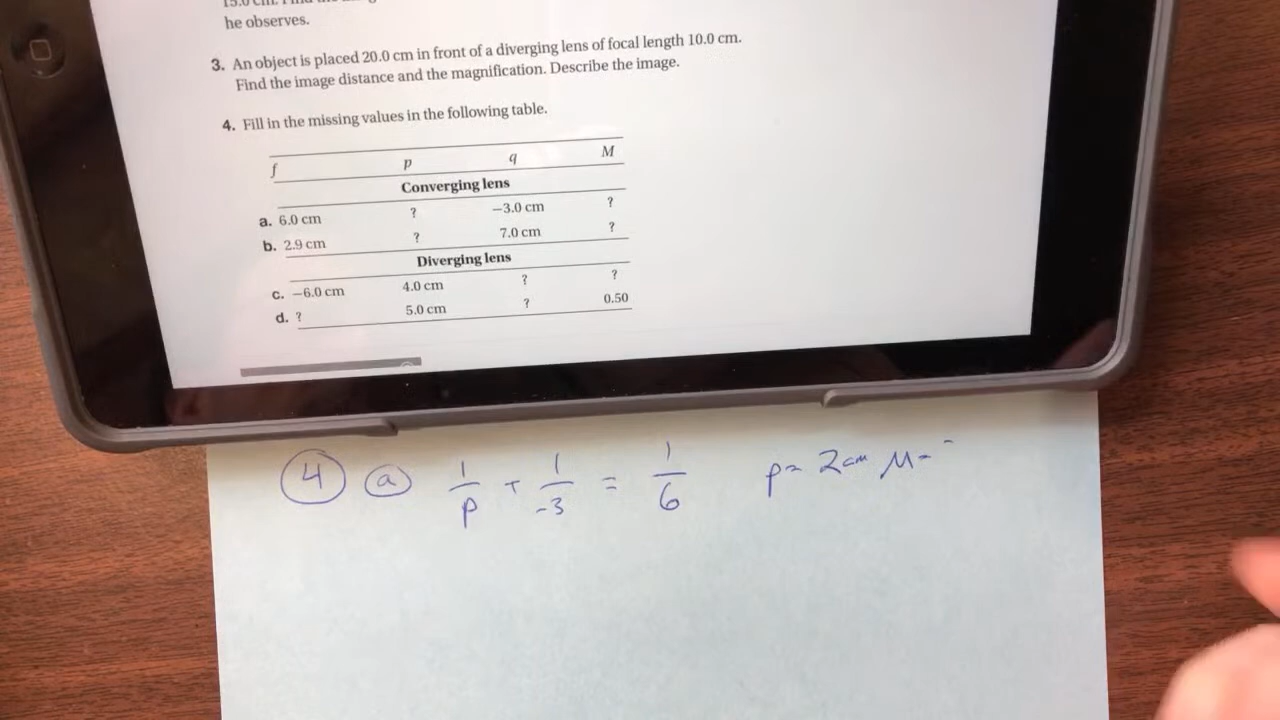 he observes.
3. An object is placed 20.0 cm in front of a diverging lens of focal length 10.0 cm.
Find the image distance and the magnification. Describe the image.
4. Fill in the missing values in the following table.
f p q M
Converging lens
a. 6.0 cm ? −3.0 cm ?
b. 2.9 cm ? 7.0 cm ?
Diverging lens
c. −6.0 cm 4.0 cm ? ?
d. ? 5.0 cm ? 0.50
4 a 1/p + 1/-3 = 1/6 p= 2cm M=